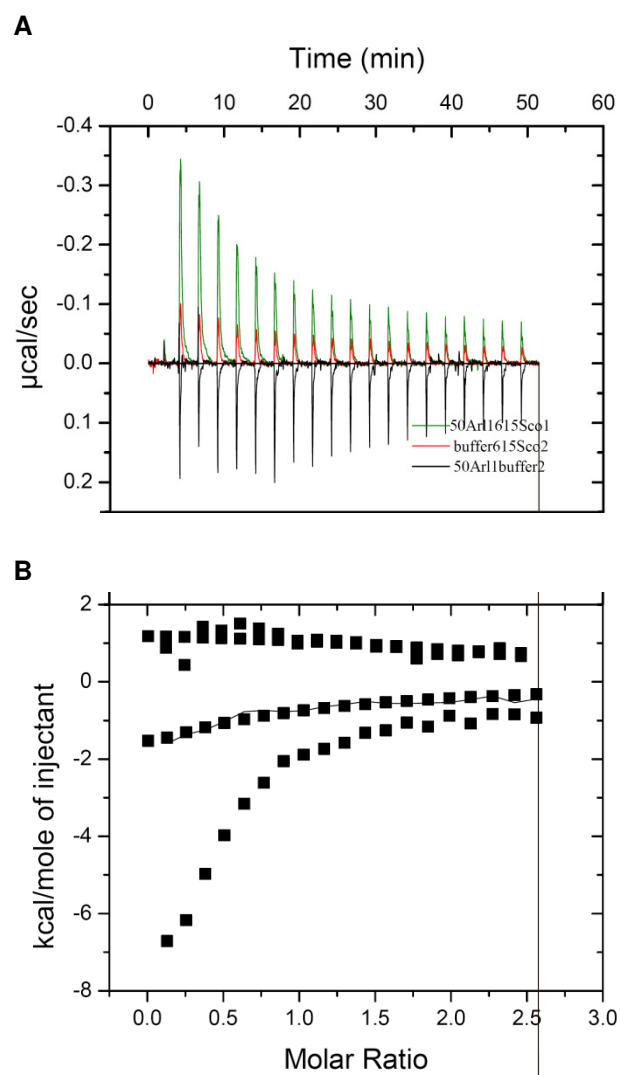 A
Time (min)
0 10 20 30 40 50 60
-0.4
-0.3
-0.2
-0.1
0.0
0.1
0.2
µcal/sec
50Arl1615Sco1
buffer615Sco2
50Arl1buffer2
B
2
0
-2
-4
-6
-8
kcal/mole of injectant
0.0 0.5 1.0 1.5 2.0 2.5 3.0
Molar Ratio